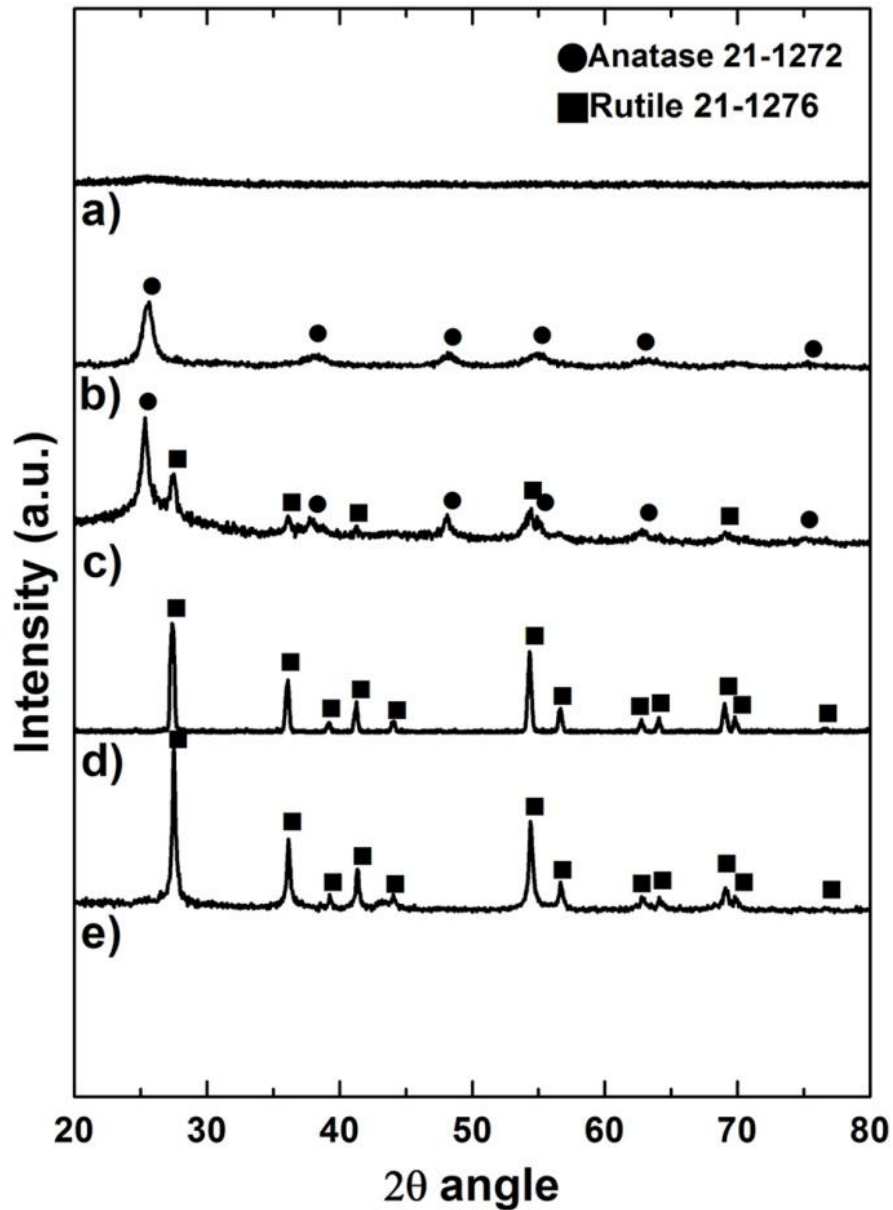 Anatase 21-1272
Rutile 21-1276
a)
b)
c)
d)
e)
Intensity (a.u.)
20 30 40 50 60 70 80
2θ angle